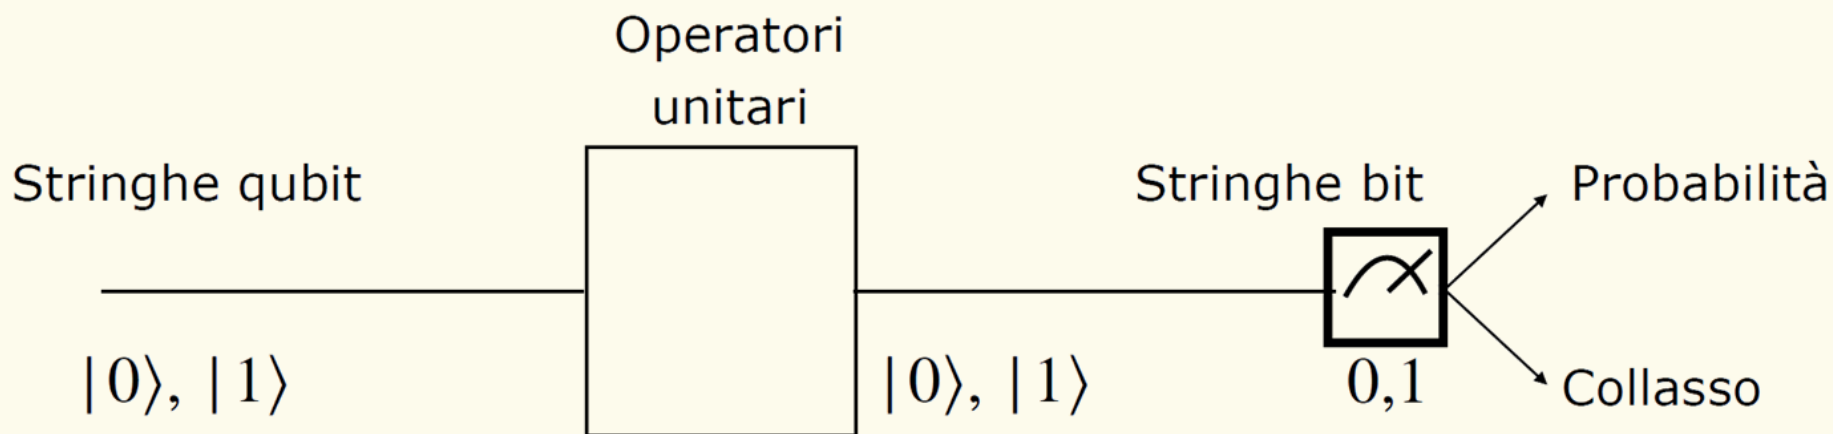 Operatori
unitari
Stringhe qubit
Stringhe bit
Probabilità
|0⟩, |1⟩
|0⟩, |1⟩
0,1
Collasso